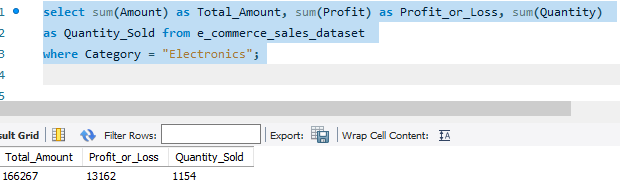 1 select sum(Amount) as Total_Amount, sum(Profit) as Profit_or_Loss, sum(Quantity)
2 as Quantity_Sold from e_commerce_sales_dataset
3 where Category = "Electronics";
4
5
sult Grid Filter Rows: Export: Wrap Cell Content: IA
Total_Amount Profit_or_Loss Quantity_Sold
166267 13162 1154